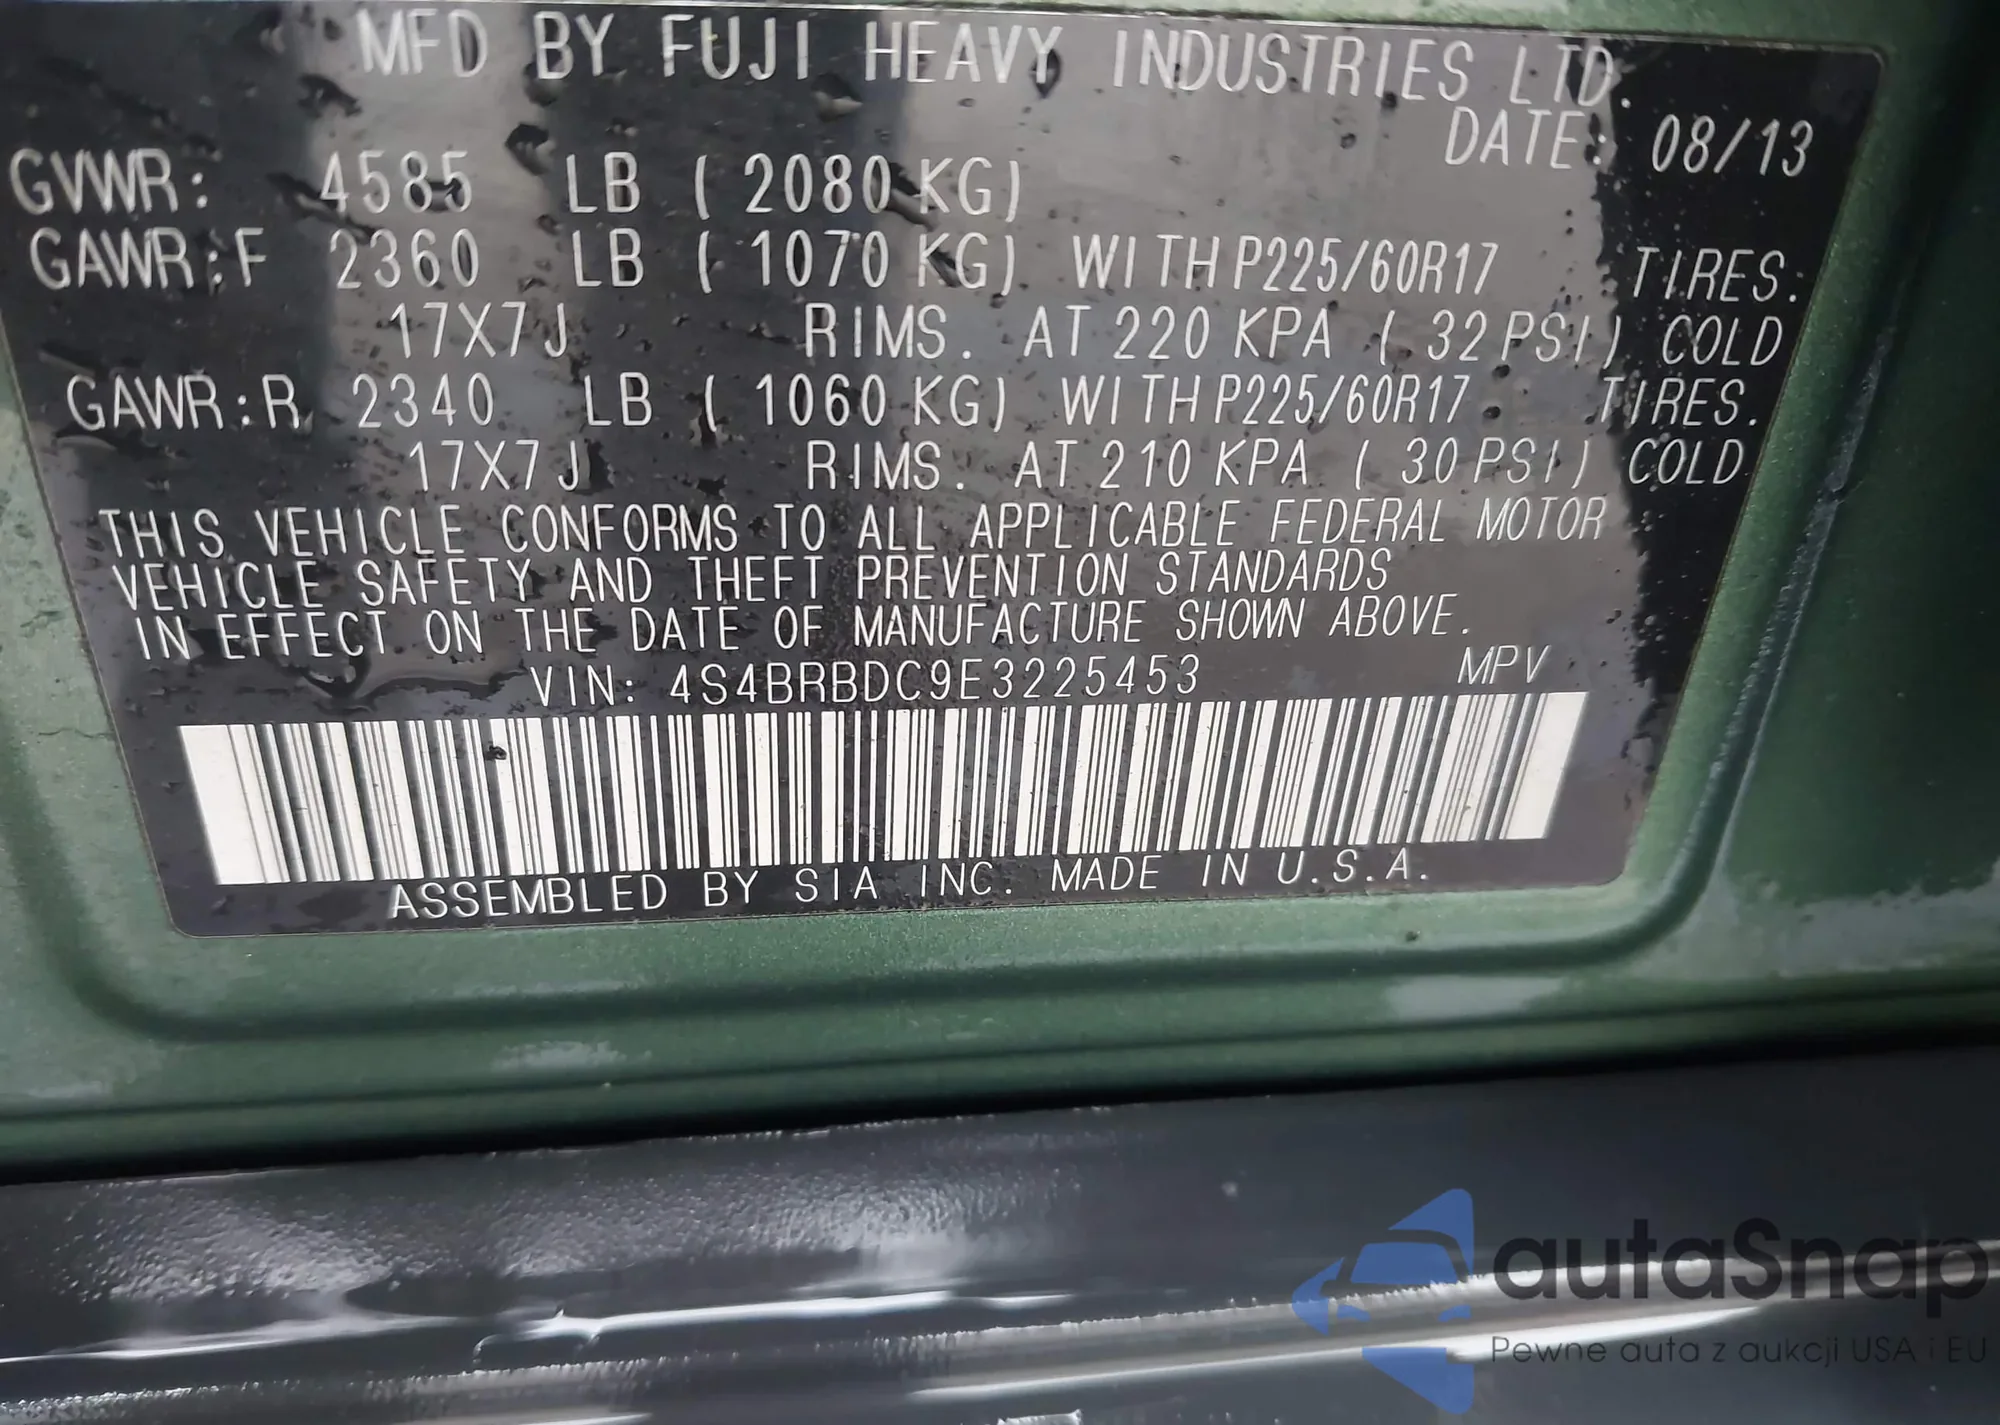 MFD BY FUJI HEAVY INDUSTRIES LTD.
DATE: 08/13
GVWR: 4585 LB ( 2080 KG)
GAWR:F 2360 LB ( 1070 KG) WITH P225/60R17 TIRES.
17X7J RIMS. AT 220 KPA ( 32 PSI) COLD
GAWR:R 2340 LB ( 1060 KG) WITH P225/60R17 TIRES.
17X7J RIMS. AT 210 KPA ( 30 PSI) COLD
THIS VEHICLE CONFORMS TO ALL APPLICABLE FEDERAL MOTOR
VEHICLE SAFETY AND THEFT PREVENTION STANDARDS
IN EFFECT ON THE DATE OF MANUFACTURE SHOWN ABOVE.
VIN: 4S4BRBDC9E3225453 MPV
ASSEMBLED BY SIA INC. MADE IN U.S.A.
autaSnap
Pewne auta z aukcji USA i EU